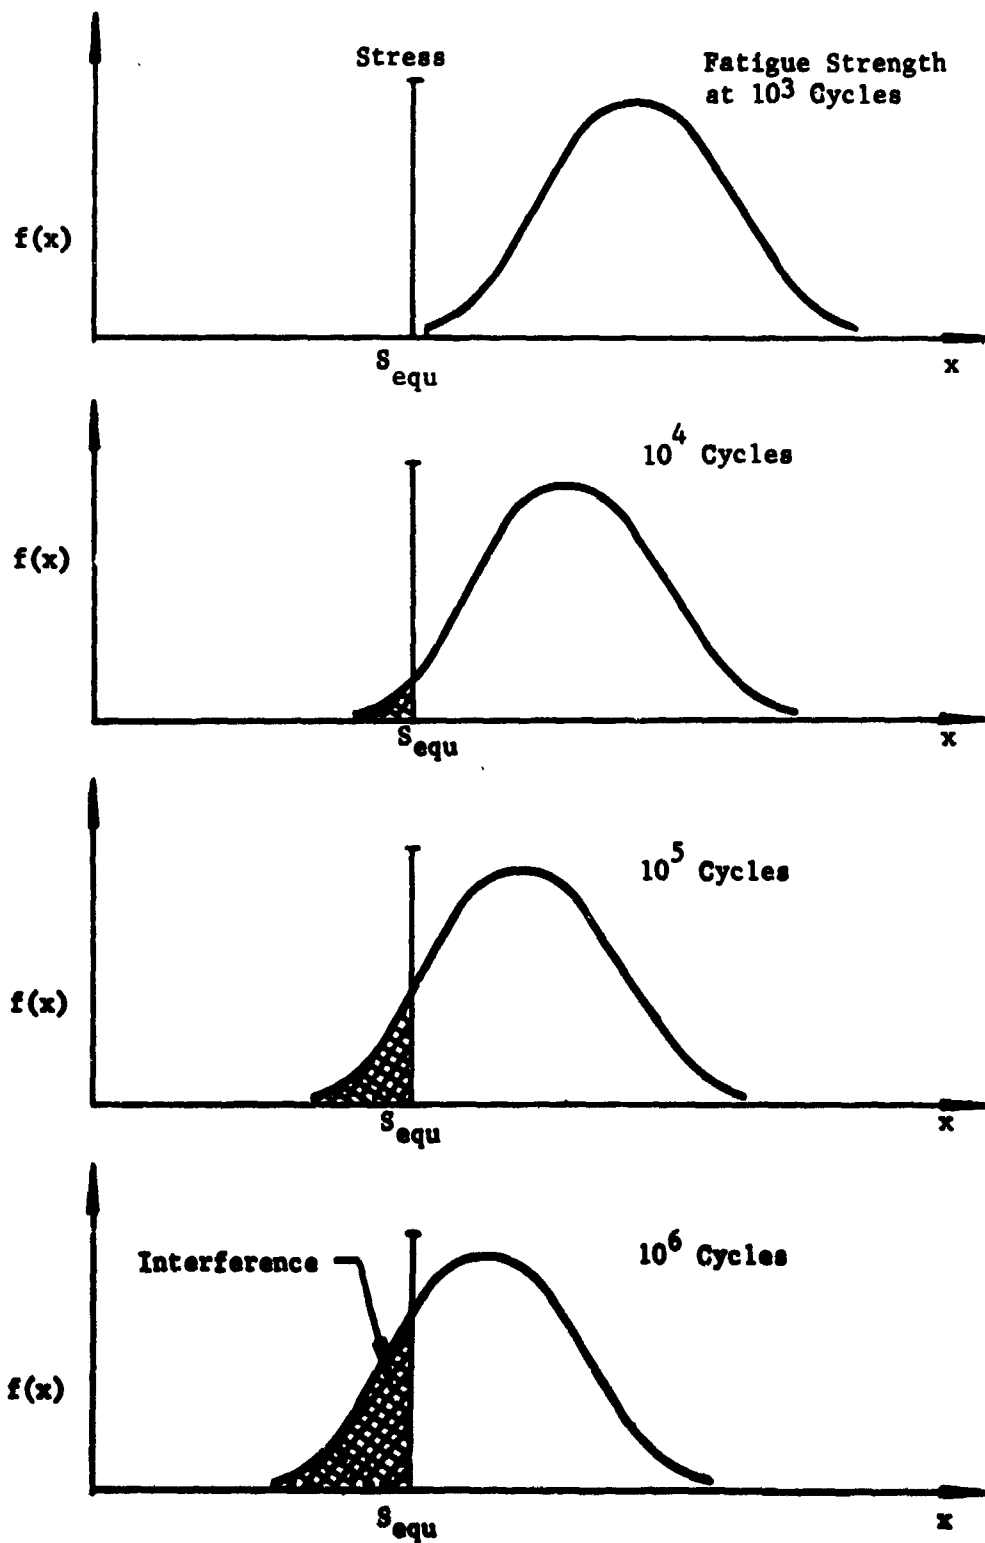 Stress
Fatigue Strength
at 10³ Cycles
f(x)
S_equ
x
10⁴ Cycles
f(x)
S_equ
x
10⁵ Cycles
f(x)
S_equ
x
Interference
10⁶ Cycles
f(x)
S_equ
x